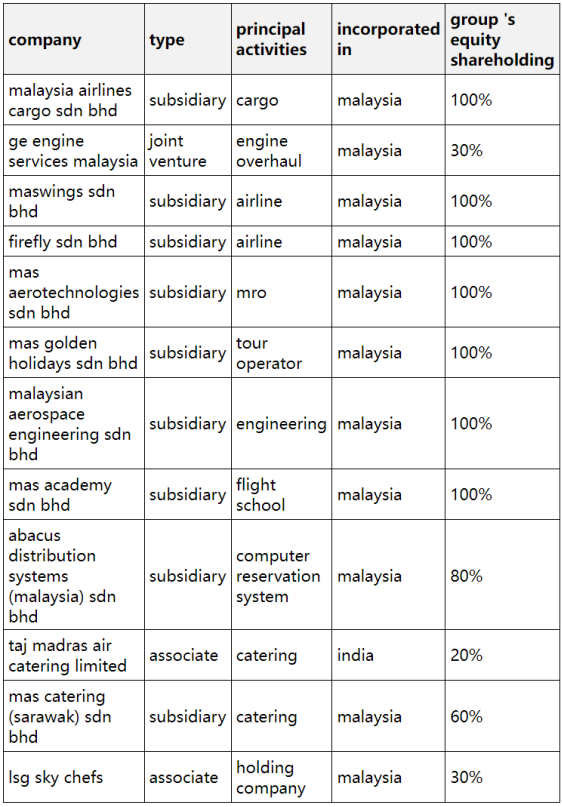 company type principal activities incorporated in group 's equity shareholding
malaysia airlines cargo sdn bhd subsidiary cargo malaysia 100%
ge engine services malaysia joint venture engine overhaul malaysia 30%
maswings sdn bhd subsidiary airline malaysia 100%
firefly sdn bhd subsidiary airline malaysia 100%
mas aerotechnologies sdn bhd subsidiary mro malaysia 100%
mas golden holidays sdn bhd subsidiary tour operator malaysia 100%
malaysian aerospace engineering sdn bhd subsidiary engineering malaysia 100%
mas academy sdn bhd subsidiary flight school malaysia 100%
abacus distribution systems (malaysia) sdn bhd subsidiary computer reservation system malaysia 80%
taj madras air catering limited associate catering india 20%
mas catering (sarawak) sdn bhd subsidiary catering malaysia 60%
lsg sky chefs associate holding company malaysia 30%